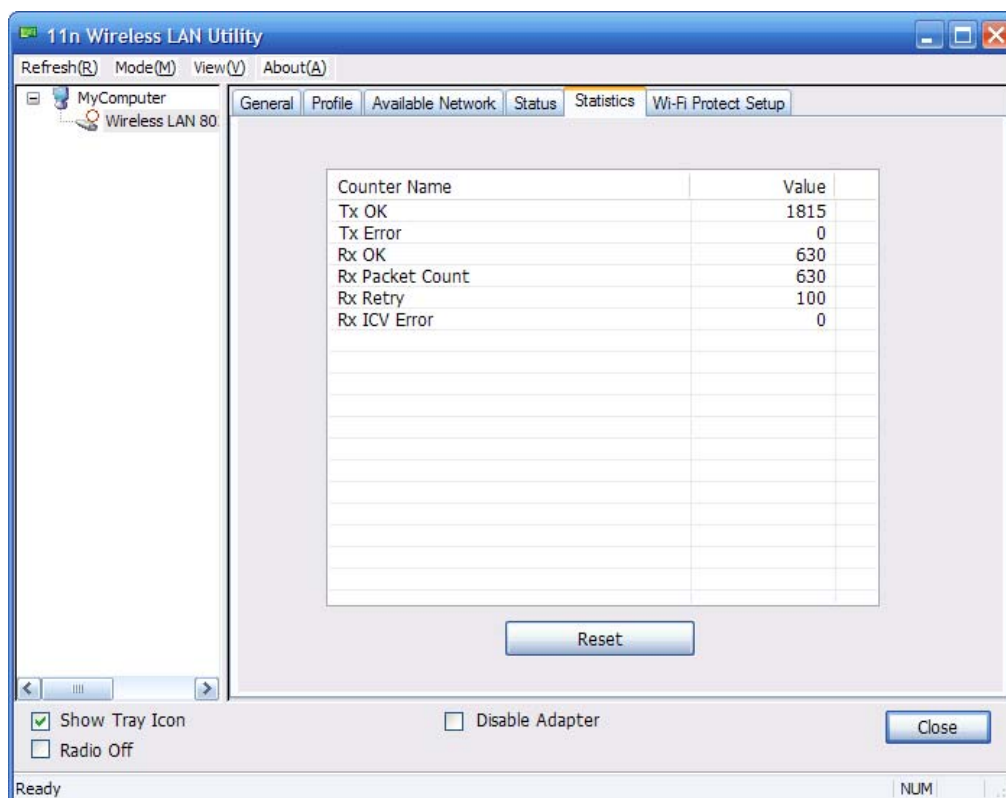 11n Wireless LAN Utility
Refresh(R) Mode(M) View(V) About(A)
MyComputer
Wireless LAN 80
General Profile Available Network Status Statistics Wi-Fi Protect Setup
Counter Name Value
Tx OK 1815
Tx Error 0
Rx OK 630
Rx Packet Count 630
Rx Retry 100
Rx ICV Error 0
Reset
Show Tray Icon
Disable Adapter
Radio Off
Close
Ready
NUM